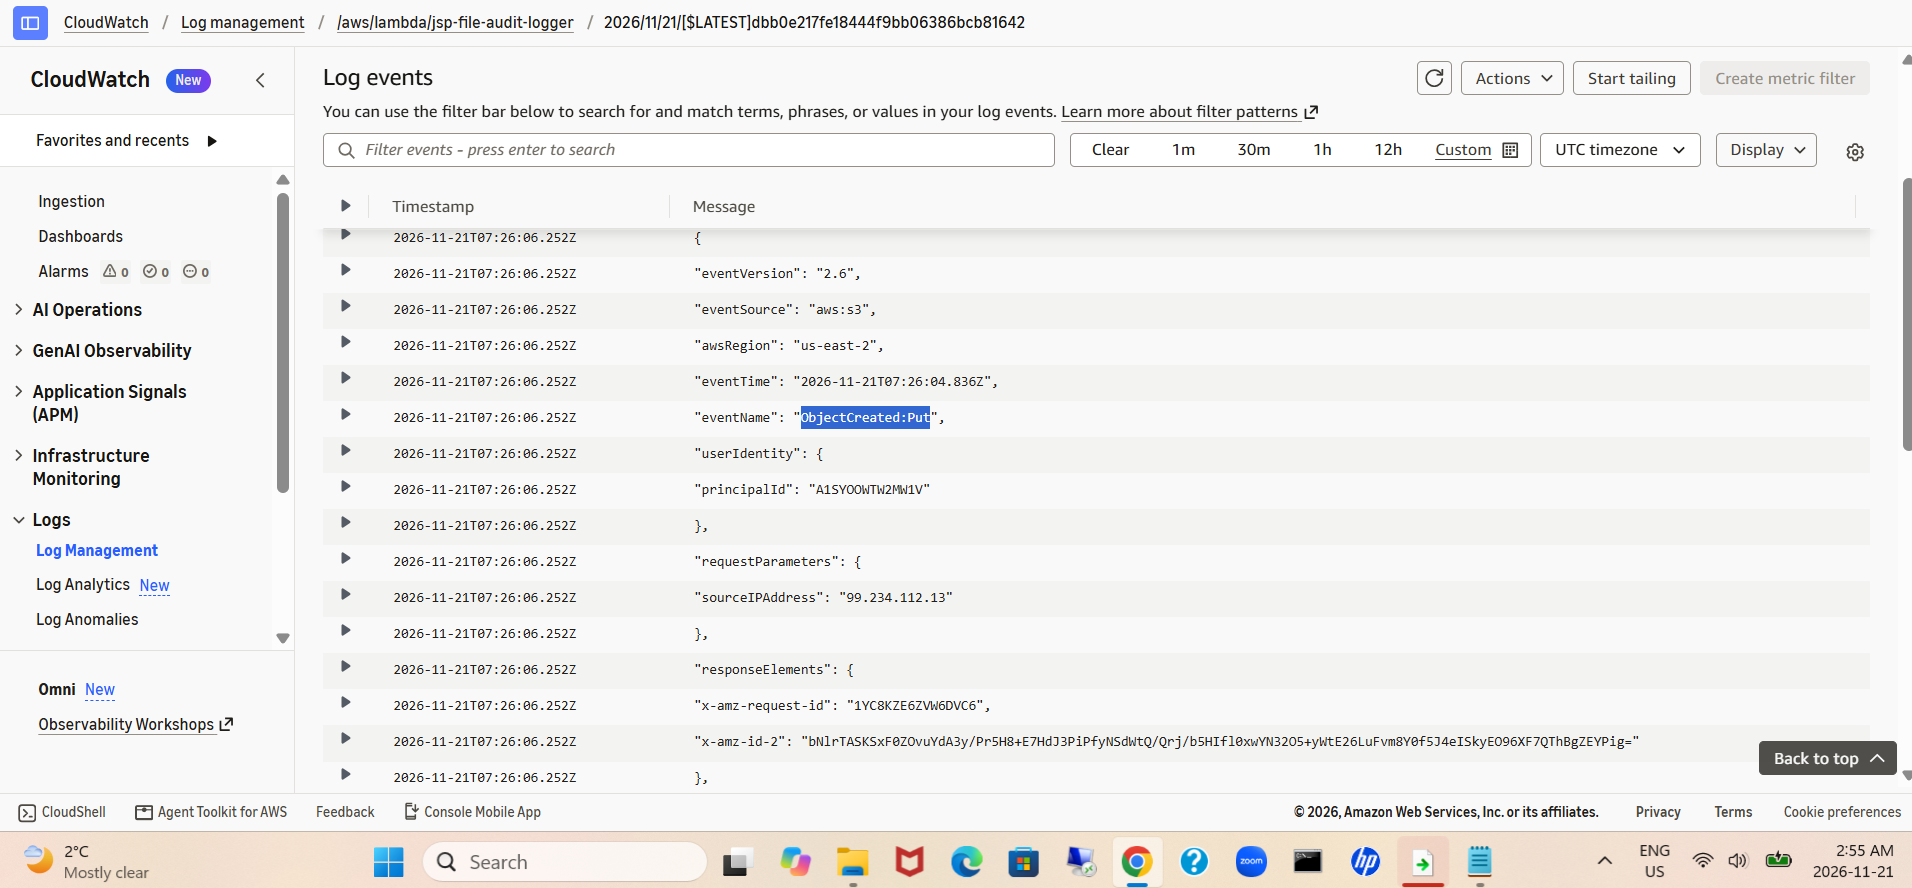 CloudWatch / Log management / /aws/lambda/jsp-file-audit-logger / 2026/11/21/[$LATEST]dbb0e217fe18444f9bb06386bcb81642
CloudWatch New
Favorites and recents
Ingestion
Dashboards
Alarms 0 0 0
AI Operations
GenAI Observability
Application Signals
(APM)
Infrastructure
Monitoring
Logs
Log Management
Log Analytics New
Log Anomalies
Omni New
Observability Workshops
Log events
Actions
Start tailing
Create metric filter
You can use the filter bar below to search for and match terms, phrases, or values in your log events. Learn more about filter patterns
Filter events - press enter to search
Clear 1m 30m 1h 12h Custom
UTC timezone
Display
Timestamp Message
2026-11-21T07:26:06.252Z {
2026-11-21T07:26:06.252Z "eventVersion": "2.6",
2026-11-21T07:26:06.252Z "eventSource": "aws:s3",
2026-11-21T07:26:06.252Z "awsRegion": "us-east-2",
2026-11-21T07:26:06.252Z "eventTime": "2026-11-21T07:26:04.836Z",
2026-11-21T07:26:06.252Z "eventName": "ObjectCreated:Put",
2026-11-21T07:26:06.252Z "userIdentity": {
2026-11-21T07:26:06.252Z "principalId": "A1SYOOWTW2MW1V"
2026-11-21T07:26:06.252Z },
2026-11-21T07:26:06.252Z "requestParameters": {
2026-11-21T07:26:06.252Z "sourceIPAddress": "99.234.112.13"
2026-11-21T07:26:06.252Z },
2026-11-21T07:26:06.252Z "responseElements": {
2026-11-21T07:26:06.252Z "x-amz-request-id": "1YC8KZE6ZVW6DVC6",
2026-11-21T07:26:06.252Z "x-amz-id-2": "bNlrTASKSxF0ZOvuYdA3y/Pr5H8+E7HdJ3PiPfyNSdWtQ/Qrj/b5HIfl0xwYN32O5+yWtE26LuFvm8Y0f5J4eISkyEO96XF7QThBgZEYPig="
2026-11-21T07:26:06.252Z },
Back to top
CloudShell Agent Toolkit for AWS Feedback Console Mobile App © 2026, Amazon Web Services, Inc. or its affiliates. Privacy Terms Cookie preferences
2°C
Mostly clear
Search
zoom
hp
ENG
US
2:55 AM
2026-11-21